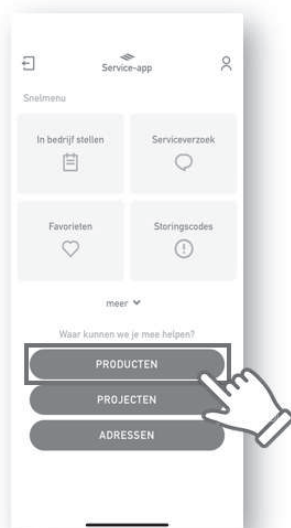 Service-app
Snelmenu
In bedrijf stellen
Serviceverzoek
Favorieten
Storingscodes
meer
Waar kunnen we je mee helpen?
PRODUCTEN
PROJECTEN
ADRESSEN